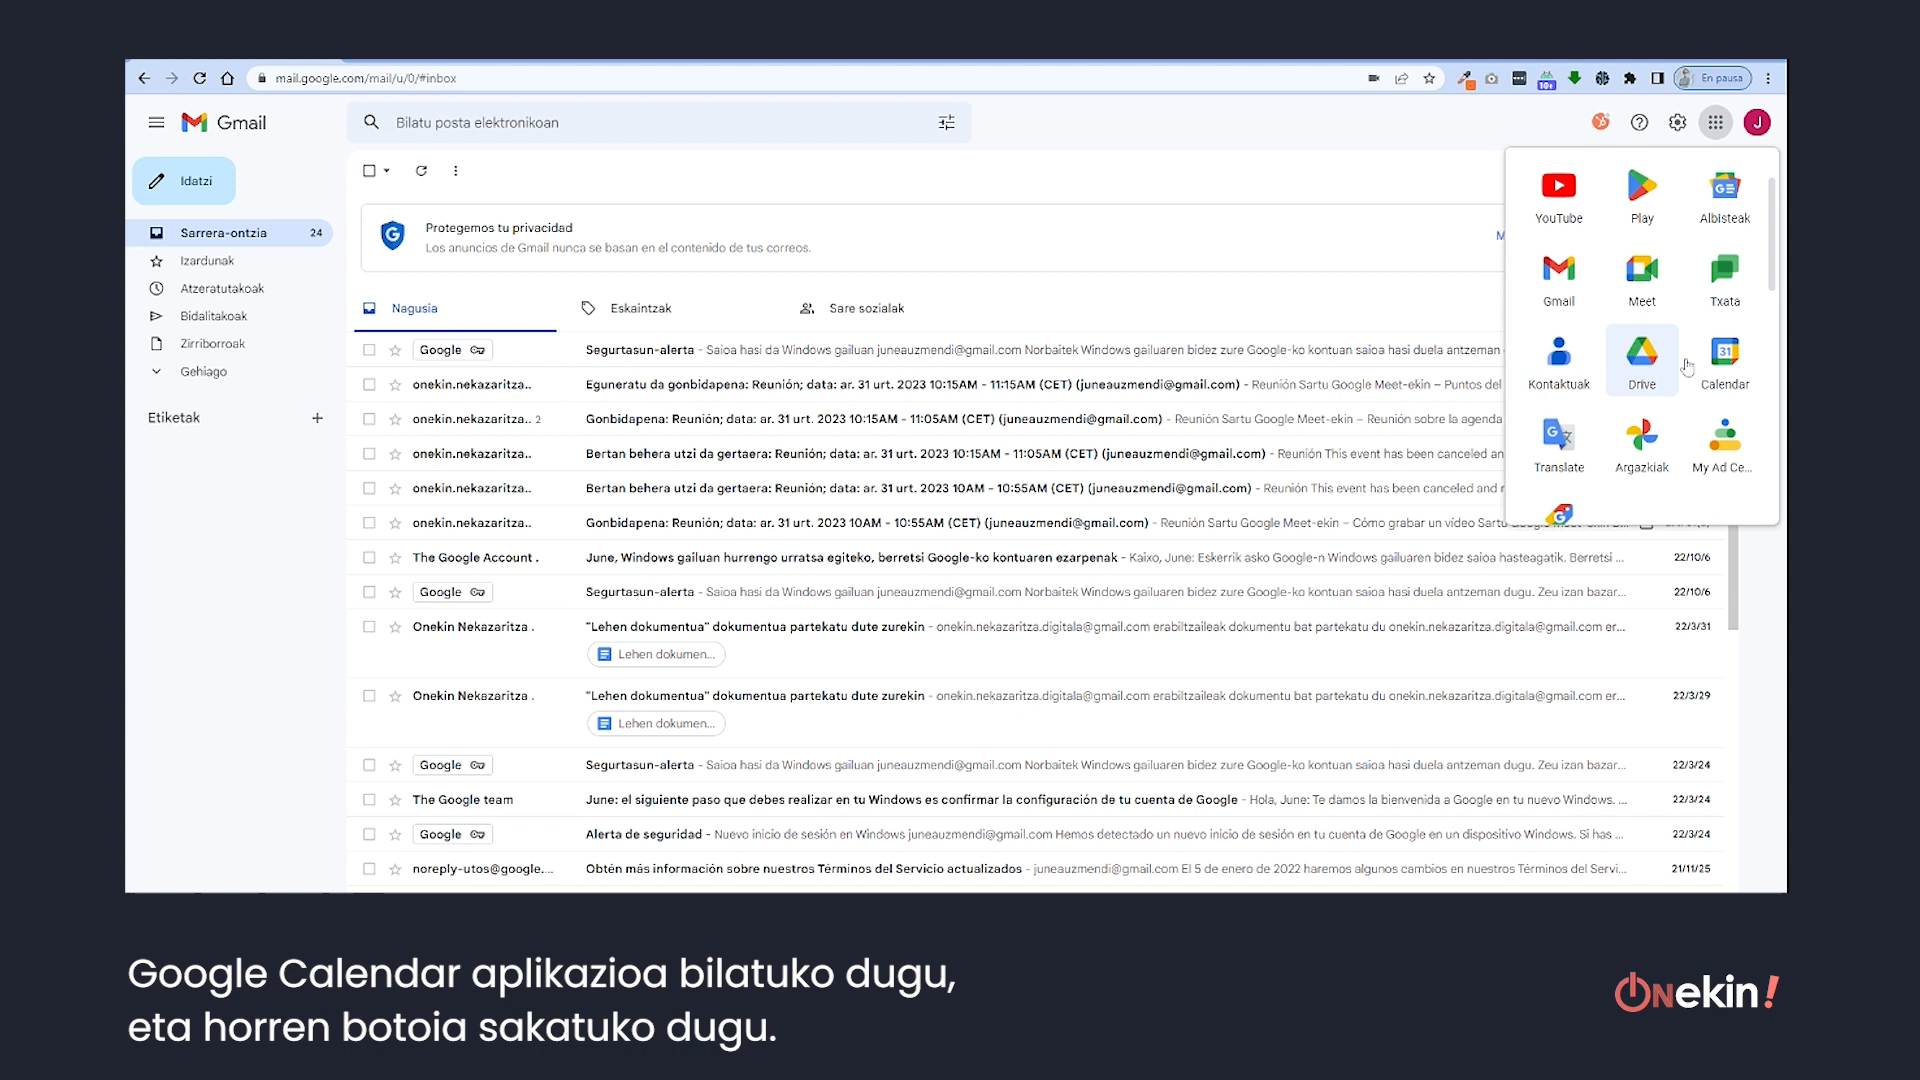 mail.google.com/mail/u/0/#inbox
10+
En pausa
Gmail
Bilatu posta elektronikoan
J
Idatzi
Sarrera-ontzia 24
Izardunak
Atzeratutakoak
Bidalitakoak
Zirriborroak
Gehiago
Etiketak
Protegemos tu privacidad
Los anuncios de Gmail nunca se basan en el contenido de tus correos.
M
Nagusia Eskaintzak Sare sozialak
Google Segurtasun-alerta - Saioa hasi da Windows gailuan juneauzmendi@gmail.com Norbaitek Windows gailuaren bidez zure Google-ko kontuan saioa hasi duela antzeman
onekin.nekazaritza.. Eguneratu da gonbidapena: Reunión; data: ar. 31 urt. 2023 10:15AM - 11:15AM (CET) (juneauzmendi@gmail.com) - Reunión Sartu Google Meet-ekin – Puntos del
onekin.nekazaritza.. 2 Gonbidapena: Reunión; data: ar. 31 urt. 2023 10:15AM - 11:05AM (CET) (juneauzmendi@gmail.com) - Reunión Sartu Google Meet-ekin – Reunión sobre la agenda
onekin.nekazaritza.. Bertan behera utzi da gertaera: Reunión; data: ar. 31 urt. 2023 10:15AM - 11:05AM (CET) (juneauzmendi@gmail.com) - Reunión This event has been canceled an
onekin.nekazaritza.. Bertan behera utzi da gertaera: Reunión; data: ar. 31 urt. 2023 10AM - 10:55AM (CET) (juneauzmendi@gmail.com) - Reunión This event has been canceled and r
onekin.nekazaritza.. Gonbidapena: Reunión; data: ar. 31 urt. 2023 10AM - 10:55AM (CET) (juneauzmendi@gmail.com) - Reunión Sartu Google Meet-ekin – Cómo grabar un vídeo Sartu
The Google Account . June, Windows gailuan hurrengo urratsa egiteko, berretsi Google-ko kontuaren ezarpenak - Kaixo, June: Eskerrik asko Google-n Windows gailuaren bidez saioa hasteagatik. Berretsi ... 22/10/6
Google Segurtasun-alerta - Saioa hasi da Windows gailuan juneauzmendi@gmail.com Norbaitek Windows gailuaren bidez zure Google-ko kontuan saioa hasi duela antzeman dugu. Zeu izan bazar... 22/10/6
Onekin Nekazaritza . "Lehen dokumentua" dokumentua partekatu dute zurekin - onekin.nekazaritza.digitala@gmail.com erabiltzaileak dokumentu bat partekatu du onekin.nekazaritza.digitala@gmail.com er... 22/3/31
Lehen dokumen...
Onekin Nekazaritza . "Lehen dokumentua" dokumentua partekatu dute zurekin - onekin.nekazaritza.digitala@gmail.com erabiltzaileak dokumentu bat partekatu du onekin.nekazaritza.digitala@gmail.com er... 22/3/29
Lehen dokumen...
Google Segurtasun-alerta - Saioa hasi da Windows gailuan juneauzmendi@gmail.com Norbaitek Windows gailuaren bidez zure Google-ko kontuan saioa hasi duela antzeman dugu. Zeu izan bazar... 22/3/24
The Google team June: el siguiente paso que debes realizar en tu Windows es confirmar la configuración de tu cuenta de Google - Hola, June: Te damos la bienvenida a Google en tu nuevo Windows. ... 22/3/24
Google Alerta de seguridad - Nuevo inicio de sesión en Windows juneauzmendi@gmail.com Hemos detectado un nuevo inicio de sesión en tu cuenta de Google en un dispositivo Windows. Si has ... 22/3/24
noreply-utos@google.... Obtén más información sobre nuestros Términos del Servicio actualizados - juneauzmendi@gmail.com El 5 de enero de 2022 haremos algunos cambios en nuestros Términos del Servi... 21/11/25
YouTube Play Albisteak
Gmail Meet Txata
31
Kontaktuak Drive Calendar
Translate Argazkiak My Ad Ce...
Google Calendar aplikazioa bilatuko dugu,
eta horren botoia sakatuko dugu.
ONekin!